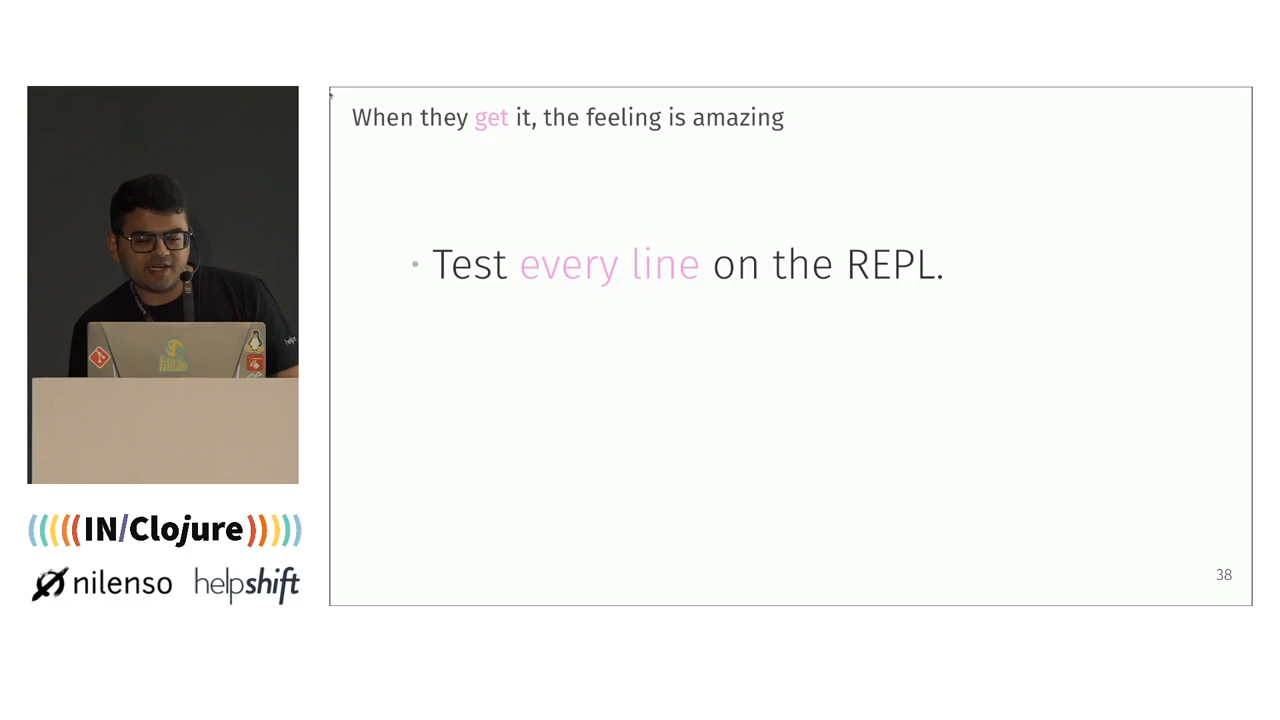 When they get it, the feeling is amazing
• Test every line on the REPL.
38
(((((IN/Clojure)))))
nilenso helpshift